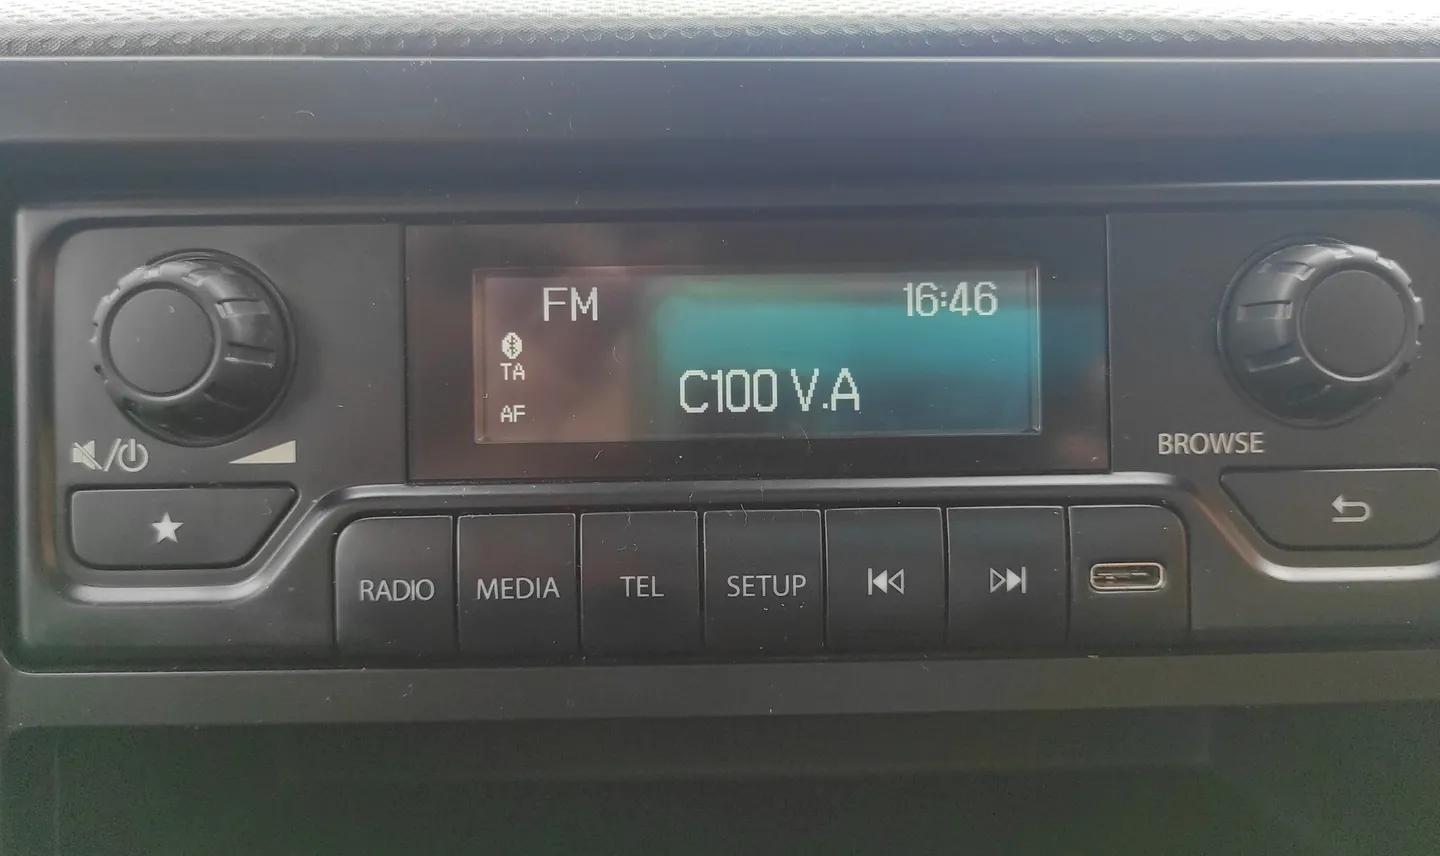 FM 16:46
TA
C100 V.A
AF
BROWSE
RADIO MEDIA TEL SETUP